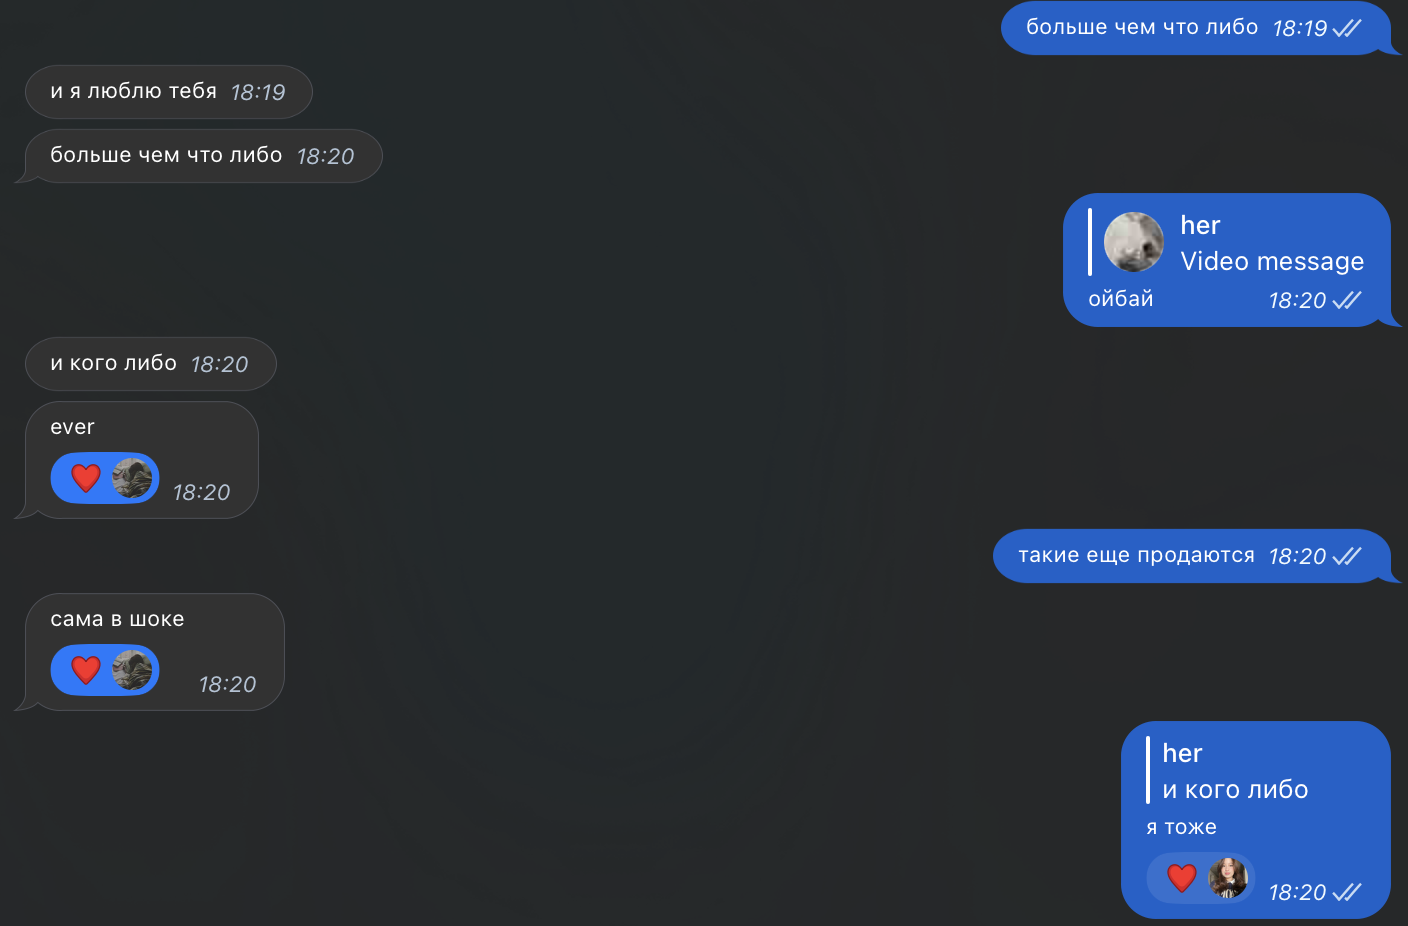 больше чем что либо 18:19
и я люблю тебя 18:19
больше чем что либо 18:20
her
Video message
ойбай 18:20
и кого либо 18:20
ever
18:20
такие еще продаются 18:20
сама в шоке
18:20
her
и кого либо
я тоже
18:20